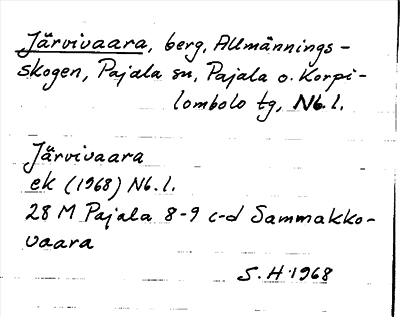 Järvivaara, berg, Allmännings-
skogen, Pajala sn, Pajala o. Korpi-
lombolo tg, Nb. l.
Järvivaara
ek (1968) Nb. l.
28 M Pajala 8-9 c-d Sammakko-
vaara
S. H. 1968